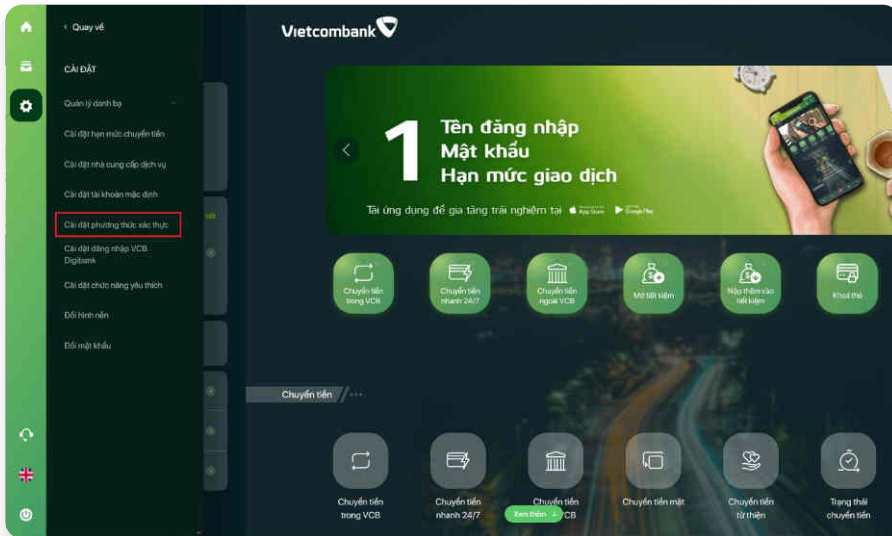 ‹ Quay về
CÀI ĐẶT
Quản lý danh bạ
Cài đặt hạn mức chuyển tiền
Cài đặt nhà cung cấp dịch vụ
Cài đặt tài khoản mặc định
Cài đặt phương thức xác thực
Cài đặt đăng nhập VCB
Digibank
Cài đặt chức năng yêu thích
Đổi hình nền
Đổi mật khẩu
Vietcombank
1
Tên đăng nhập
Mật khẩu
Hạn mức giao dịch
Tải ứng dụng để gia tăng trải nghiệm tại App Store Google Play
Chuyển tiền
trong VCB
Chuyển tiền
nhanh 24/7
Chuyển tiền
ngoài VCB
Mở tiết kiệm
Nộp thêm vào
tiết kiệm
Khoá thẻ
Chuyển tiền
Chuyển tiền
trong VCB
Chuyển tiền
nhanh 24/7
Chuyển tiền
VCB
Chuyển tiền mặt
Chuyển tiền
từ thiện
Trạng thái
chuyển tiền
Xem thêm ↓